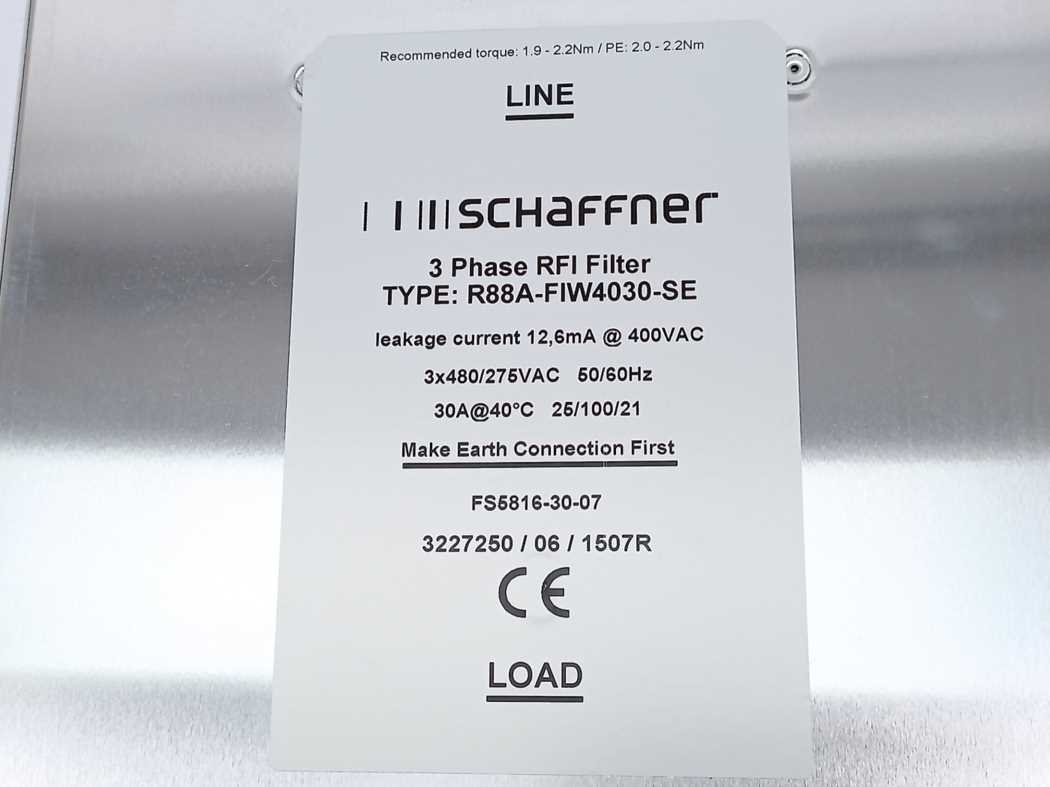 Recommended torque: 1.9 - 2.2Nm / PE: 2.0 - 2.2Nm
LINE
SCHAFFNER
3 Phase RFI Filter
TYPE: R88A-FIW4030-SE
leakage current 12,6mA @ 400VAC
3x480/275VAC 50/60Hz
30A@40°C 25/100/21
Make Earth Connection First
FS5816-30-07
3227250 / 06 / 1507R
CE
LOAD